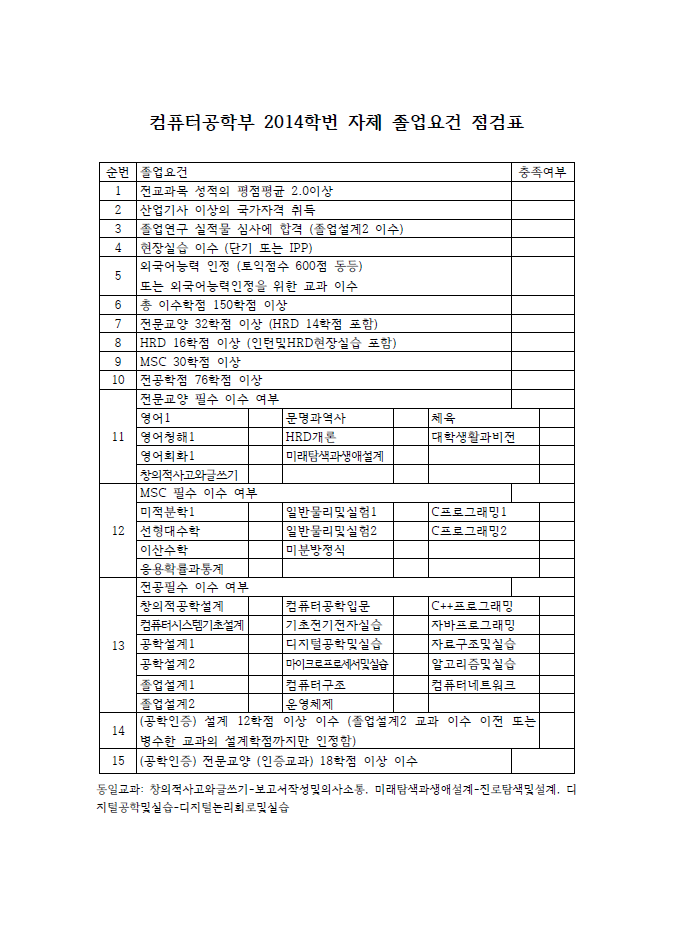 컴퓨터공학부 2014학번 자체 졸업요건 점검표
순번 졸업요건 충족여부
1 전교과목 성적의 평점평균 2.0이상
2 산업기사 이상의 국가자격 취득
3 졸업연구 실적물 심사에 합격 (졸업설계2 이수)
4 현장실습 이수 (단기 또는 IPP)
5 외국어능력 인정 (토익점수 600점 동등)
또는 외국어능력인정을 위한 교과 이수
6 총 이수학점 150학점 이상
7 전문교양 32학점 이상 (HRD 14학점 포함)
8 HRD 16학점 이상 (인턴및HRD현장실습 포함)
9 MSC 30학점 이상
10 전공학점 76학점 이상
11 전문교양 필수 이수 여부
영어1 문명과역사 체육
영어청해1 HRD개론 대학생활과비전
영어회화1 미래탐색과생애설계
창의적사고와글쓰기
12 MSC 필수 이수 여부
미적분학1 일반물리및실험1 C프로그래밍1
선형대수학 일반물리및실험2 C프로그래밍2
이산수학 미분방정식
응용확률과통계
13 전공필수 이수 여부
창의적공학설계 컴퓨터공학입문 C++프로그래밍
컴퓨터시스템기초설계 기초전기전자실습 자바프로그래밍
공학설계1 디지털공학및실습 자료구조및실습
공학설계2 마이크로프로세서및실습 알고리즘및실습
졸업설계1 컴퓨터구조 컴퓨터네트워크
졸업설계2 운영체제
14 (공학인증) 설계 12학점 이상 이수 (졸업설계2 교과 이수 이전 또는
병수한 교과의 설계학점까지만 인정함)
15 (공학인증) 전문교양 (인증교과) 18학점 이상 이수
동일교과: 창의적사고와글쓰기-보고서작성및의사소통, 미래탐색과생애설계-진로탐색및설계, 디
지털공학및실습-디지털논리회로및실습